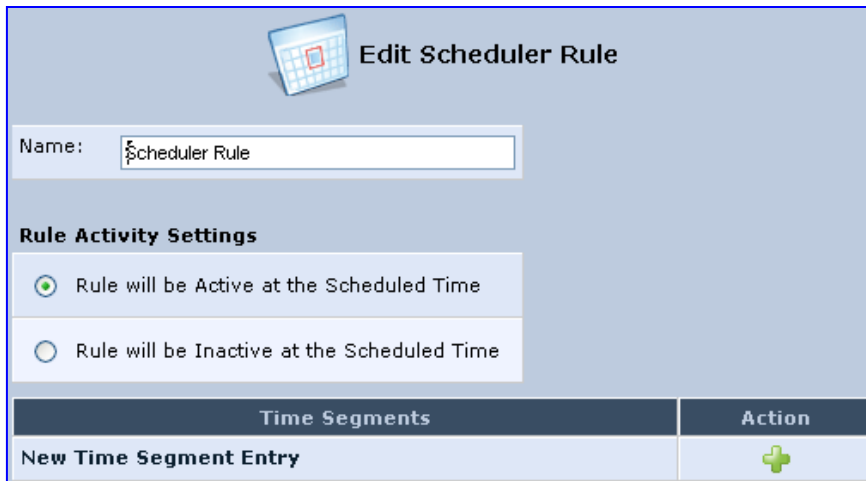 Edit Scheduler Rule
Name: Scheduler Rule
Rule Activity Settings
Rule will be Active at the Scheduled Time
Rule will be Inactive at the Scheduled Time
Time Segments Action
New Time Segment Entry